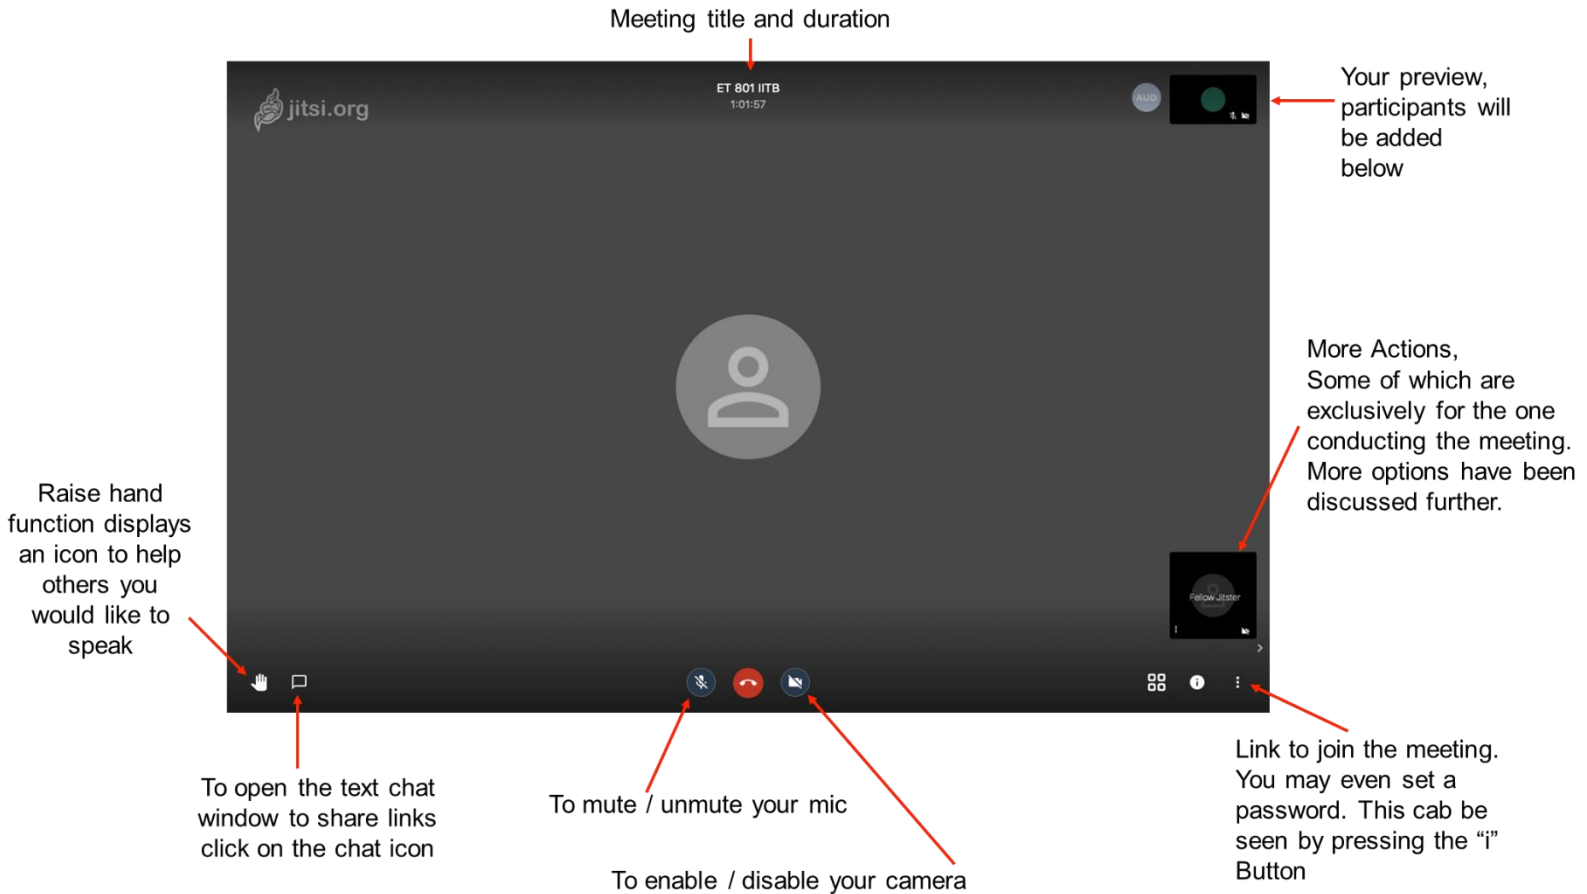 Meeting title and duration
jitsi.org
ET 801 IITB
1:01:57
AUD
Your preview,
participants will
be added
below
More Actions,
Some of which are
exclusively for the one
conducting the meeting.
More options have been
discussed further.
Raise hand
function displays
an icon to help
others you
would like to
speak
Fellow Jitster
To open the text chat
window to share links
click on the chat icon
To mute / unmute your mic
To enable / disable your camera
Link to join the meeting.
You may even set a
password. This cab be
seen by pressing the “i”
Button